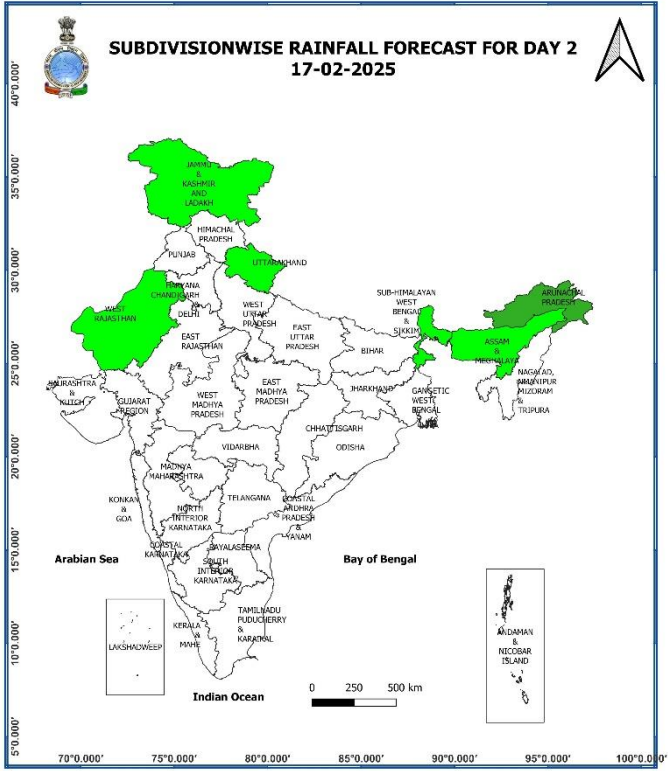 SUBDIVISIONWISE RAINFALL FORECAST FOR DAY 2
17-02-2025
40°0.000'
35°0.000'
30°0.000'
25°0.000'
20°0.000'
15°0.000'
10°0.000'
5°0.000'
JAMMU
&
KASHMIR
AND
LADAKH
HIMACHAL
PRADESH
PUNJAB
UTTARAKHAND
HARYANA
CHANDIGARH
DELHI
WEST
RAJASTHAN
EAST
RAJASTHAN
WEST
UTTAR
PRADESH
EAST
UTTAR
PRADESH
SUB-HIMALAYAN
WEST
BENGAL
&
SIKKIM
ARUNACHAL
PRADESH
ASSAM
&
MEGHALAYA
BIHAR
NAGALAD,
MANIPUR
MIZORAM
&
TRIPURA
SAURASHTRA
&
KUTCH
GUJARAT
REGION
WEST
MADHYA
PRADESH
EAST
MADHYA
PRADESH
JHARKHAND
GANGETIC
WEST
BENGAL
CHHATTISGARH
ODISHA
VIDARBHA
MADHYA
MAHARASHTRA
KONKAN
&
GOA
TELANGANA
COASTAL
ANDHRA
PRADESH
&
YANAM
NORTH
INTERIOR
KARNATAKA
COASTAL
KARNATAKA
RAYALASEEMA
SOUTH
INTERIOR
KARNATAKA
Arabian Sea
Bay of Bengal
LAKSHADWEEP
KERALA
&
MAHE
TAMILNADU
PUDUCHERRY
&
KARAIKAL
ANDAMAN
&
NICOBAR
ISLAND
Indian Ocean
0 250 500 km
70°0.000' 75°0.000' 80°0.000' 85°0.000' 90°0.000' 95°0.000' 100°0.000'